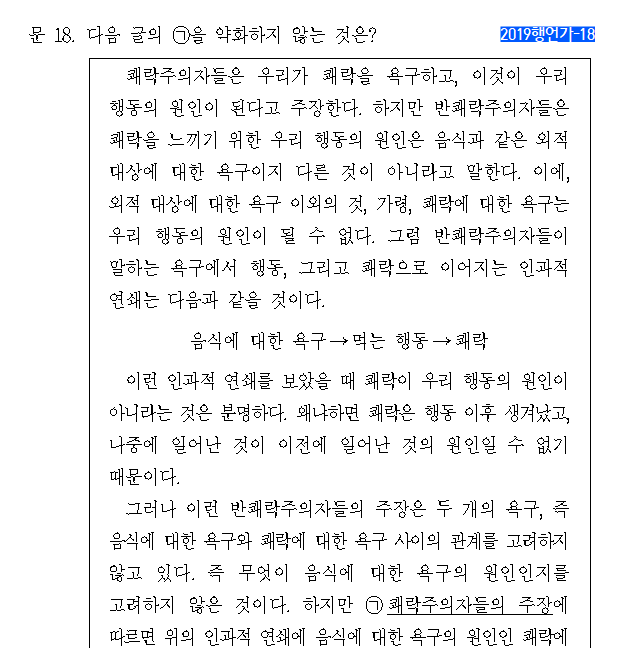 문 18. 다음 글의 ㉠을 약화하지 않는 것은?
2019행언가-18
쾌락주의자들은 우리가 쾌락을 욕구하고, 이것이 우리
행동의 원인이 된다고 주장한다. 하지만 반쾌락주의자들은
쾌락을 느끼기 위한 우리 행동의 원인은 음식과 같은 외적
대상에 대한 욕구이지 다른 것이 아니라고 말한다. 이에,
외적 대상에 대한 욕구 이외의 것, 가령, 쾌락에 대한 욕구는
우리 행동의 원인이 될 수 없다. 그럼 반쾌락주의자들이
말하는 욕구에서 행동, 그리고 쾌락으로 이어지는 인과적
연쇄는 다음과 같을 것이다.
음식에 대한 욕구→먹는 행동→쾌락
이런 인과적 연쇄를 보았을 때 쾌락이 우리 행동의 원인이
아니라는 것은 분명하다. 왜냐하면 쾌락은 행동 이후 생겨났고,
나중에 일어난 것이 이전에 일어난 것의 원인일 수 없기
때문이다.
그러나 이런 반쾌락주의자들의 주장은 두 개의 욕구, 즉
음식에 대한 욕구와 쾌락에 대한 욕구 사이의 관계를 고려하지
않고 있다. 즉 무엇이 음식에 대한 욕구의 원인인지를
고려하지 않은 것이다. 하지만 ㉠쾌락주의자들의 주장에
따르면 위의 인과적 연쇄에 음식에 대한 욕구의 원인인 쾌락에